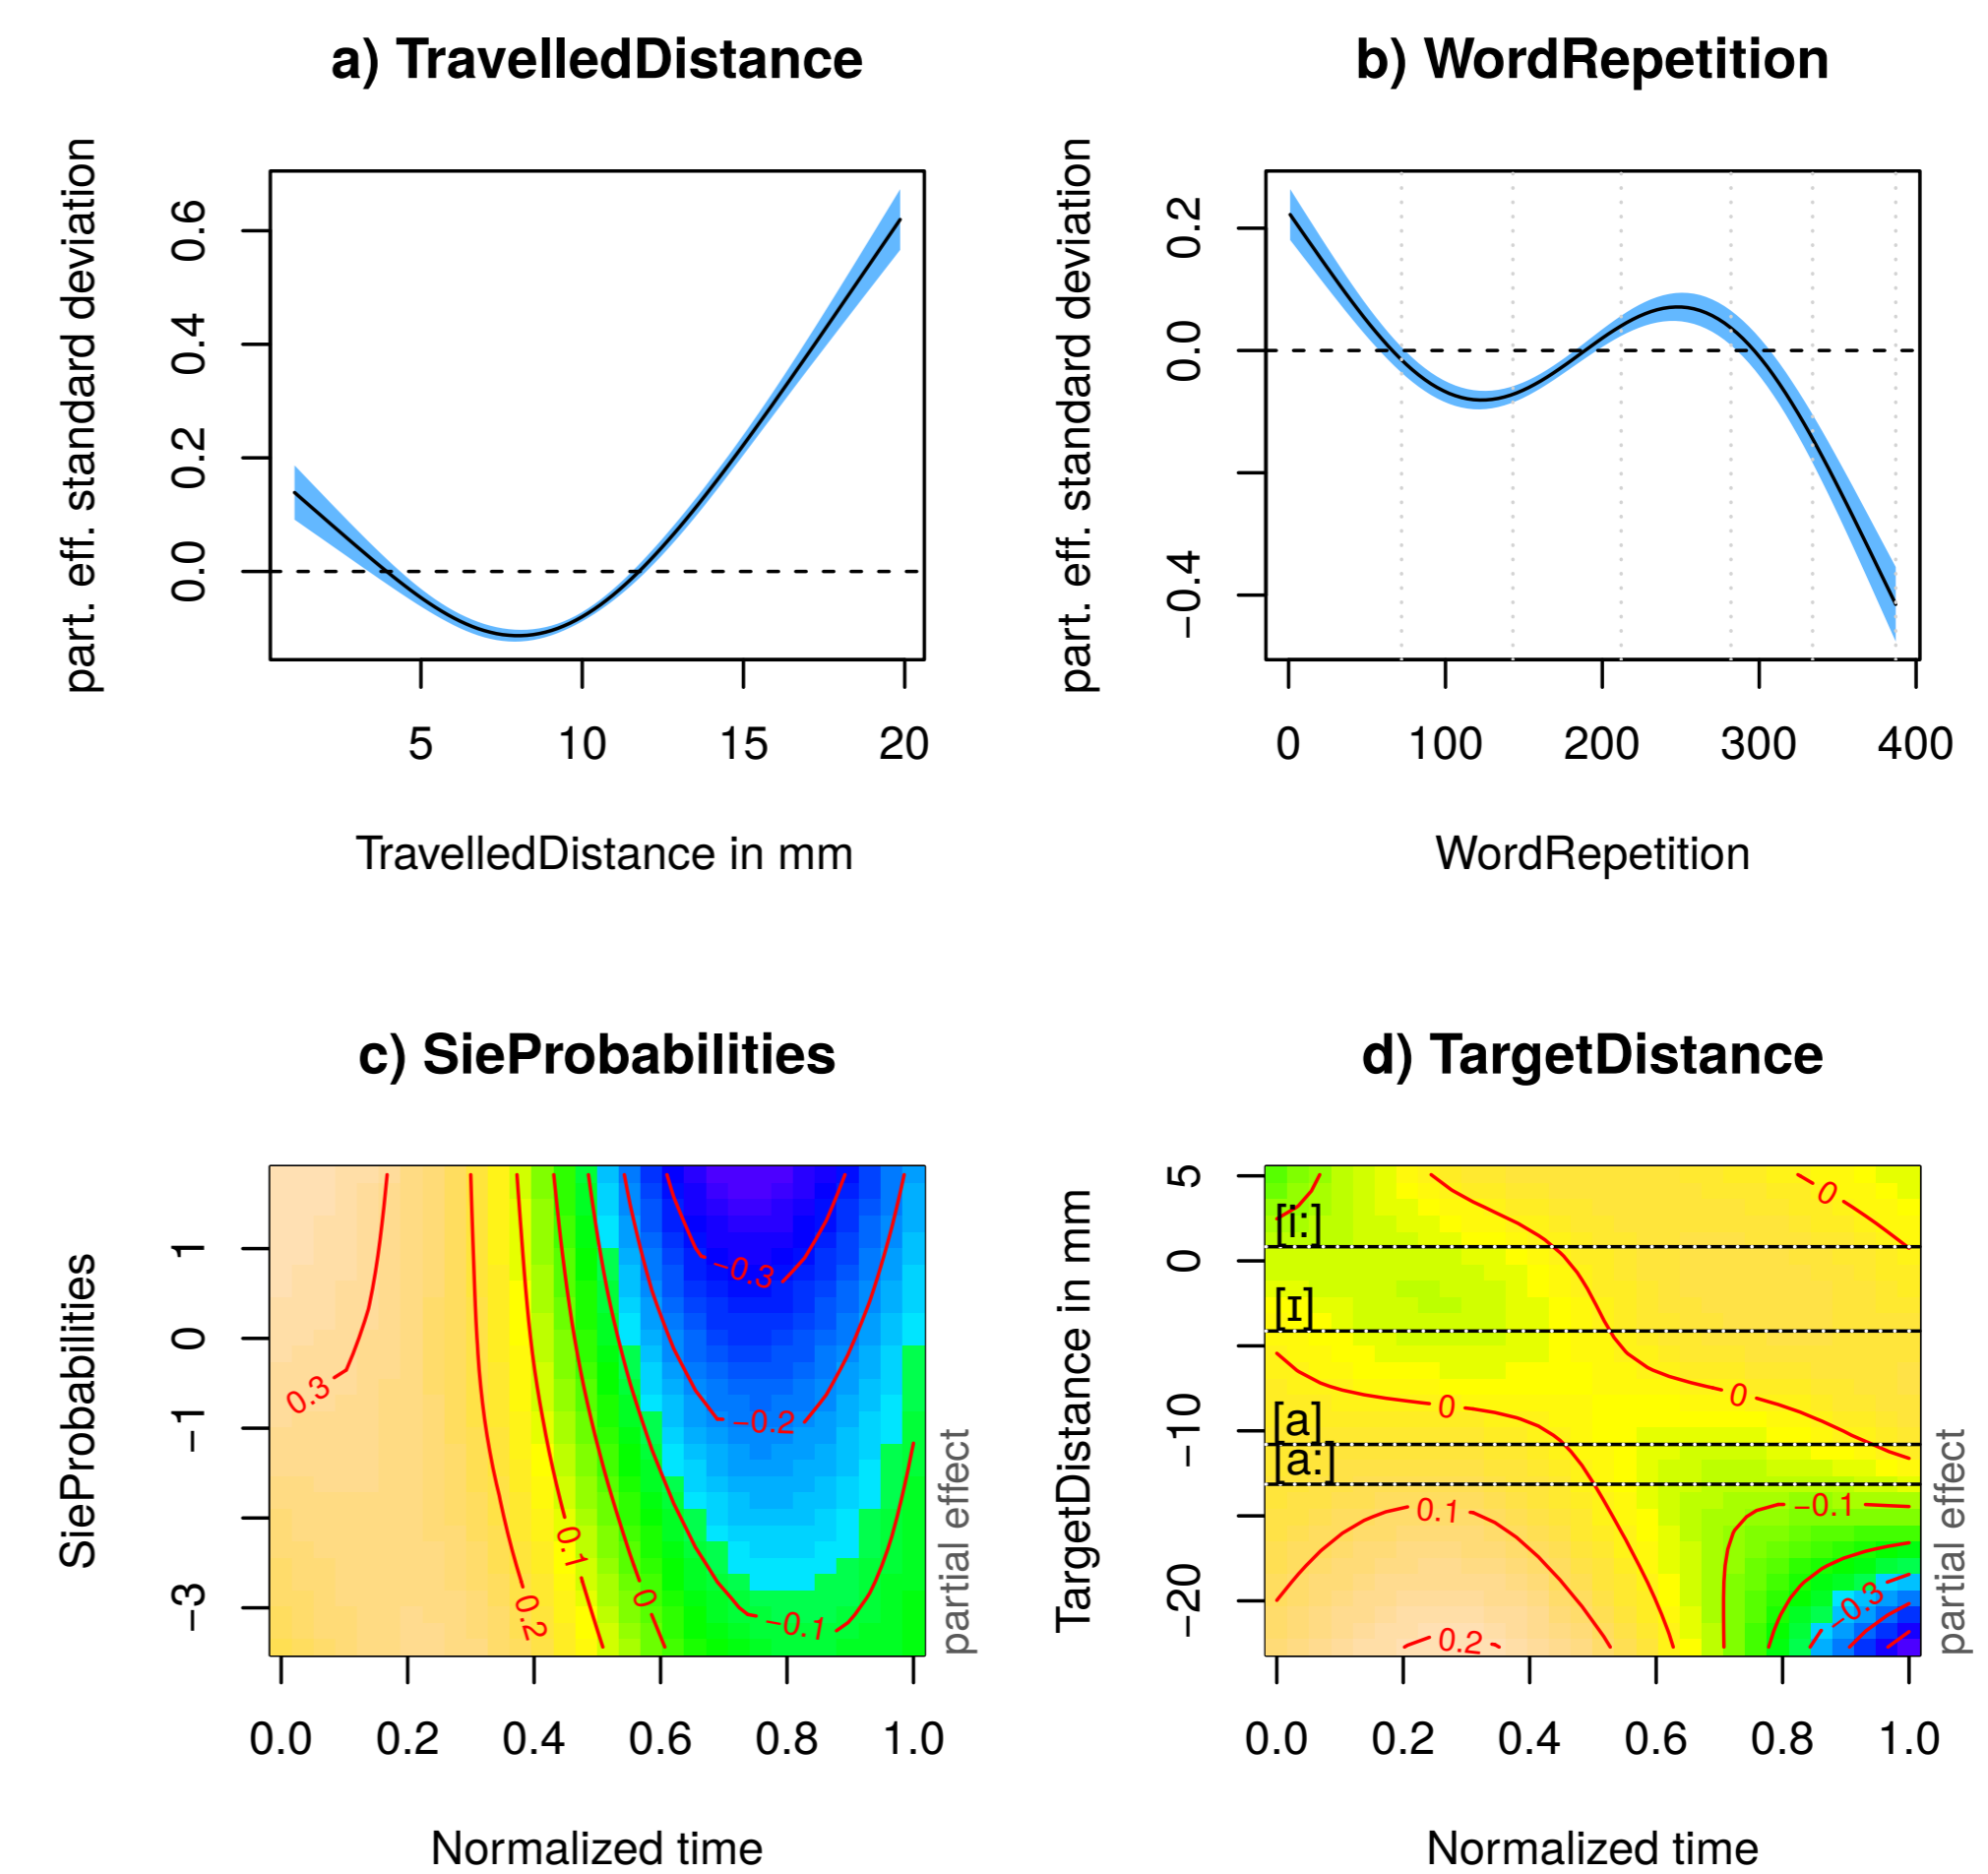 a) TravelledDistance
part. eff. standard deviation
0.0 0.2 0.4 0.6
5 10 15 20
TravelledDistance in mm
b) WordRepetition
part. eff. standard deviation
−0.4 0.0 0.2
0 100 200 300 400
WordRepetition
c) SieProbabilities
SieProbabilities
−3 −1 0 1
0.3
0.2
0.1
0
−0.1
−0.2
−0.3
partial effect
0.0 0.2 0.4 0.6 0.8 1.0
Normalized time
d) TargetDistance
TargetDistance in mm
−20 −10 0 5
[i:]
[ɪ]
[a]
[a:]
0
0
0
0.1
−0.1
0.2
−0.3
partial effect
0.0 0.2 0.4 0.6 0.8 1.0
Normalized time